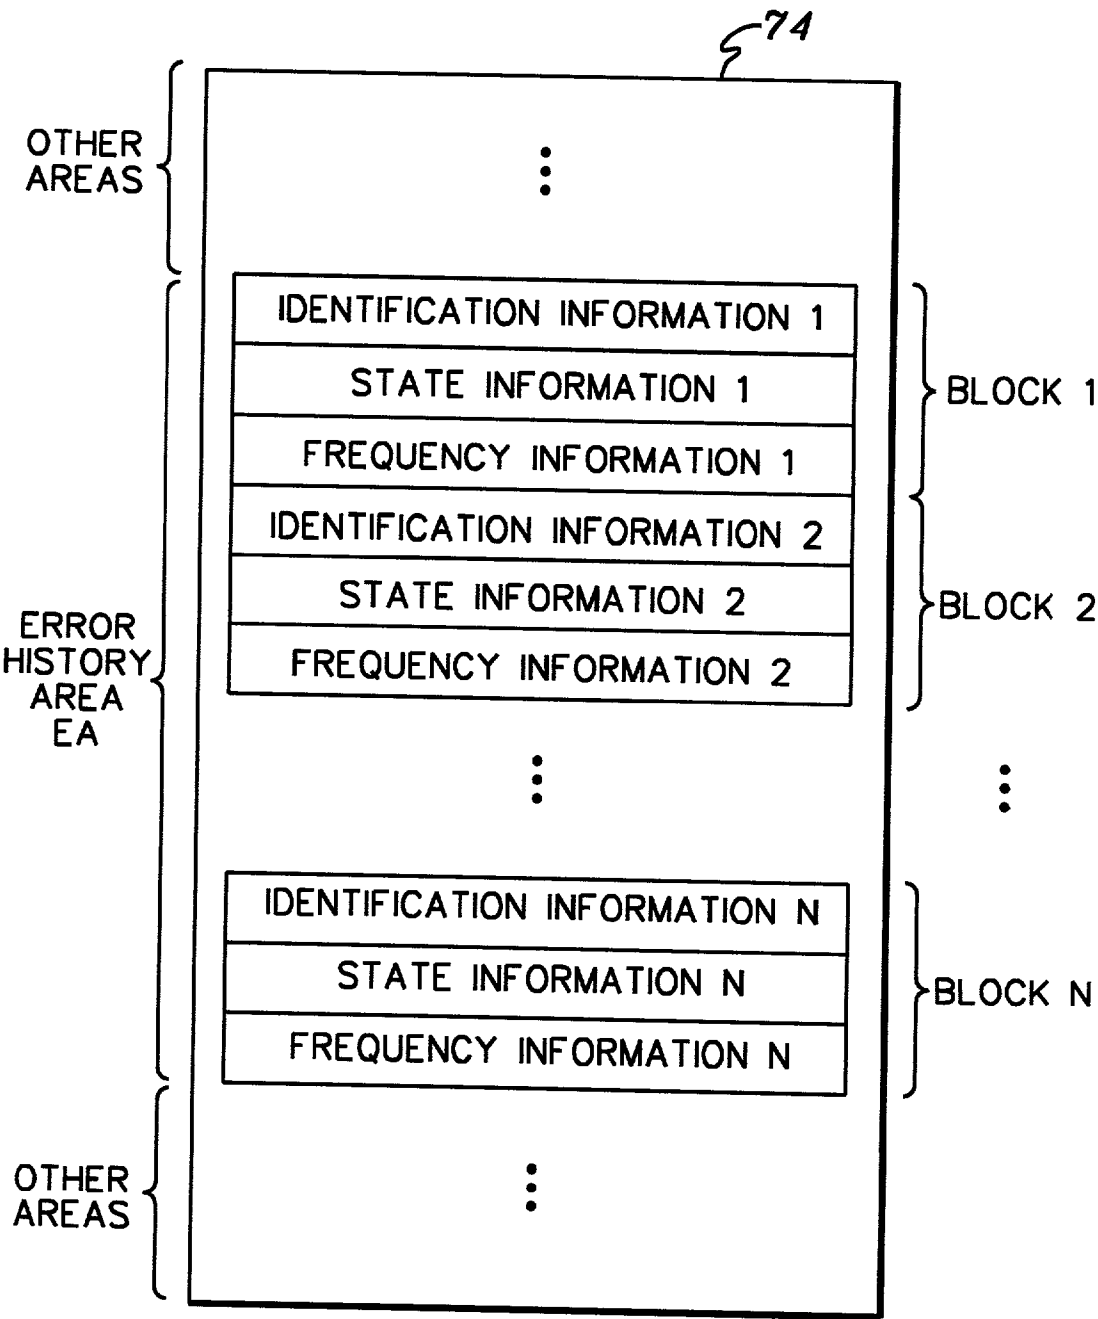 74
OTHER
AREAS
IDENTIFICATION INFORMATION 1
STATE INFORMATION 1
FREQUENCY INFORMATION 1
BLOCK 1
IDENTIFICATION INFORMATION 2
STATE INFORMATION 2
FREQUENCY INFORMATION 2
BLOCK 2
ERROR
HISTORY
AREA
EA
IDENTIFICATION INFORMATION N
STATE INFORMATION N
FREQUENCY INFORMATION N
BLOCK N
OTHER
AREAS